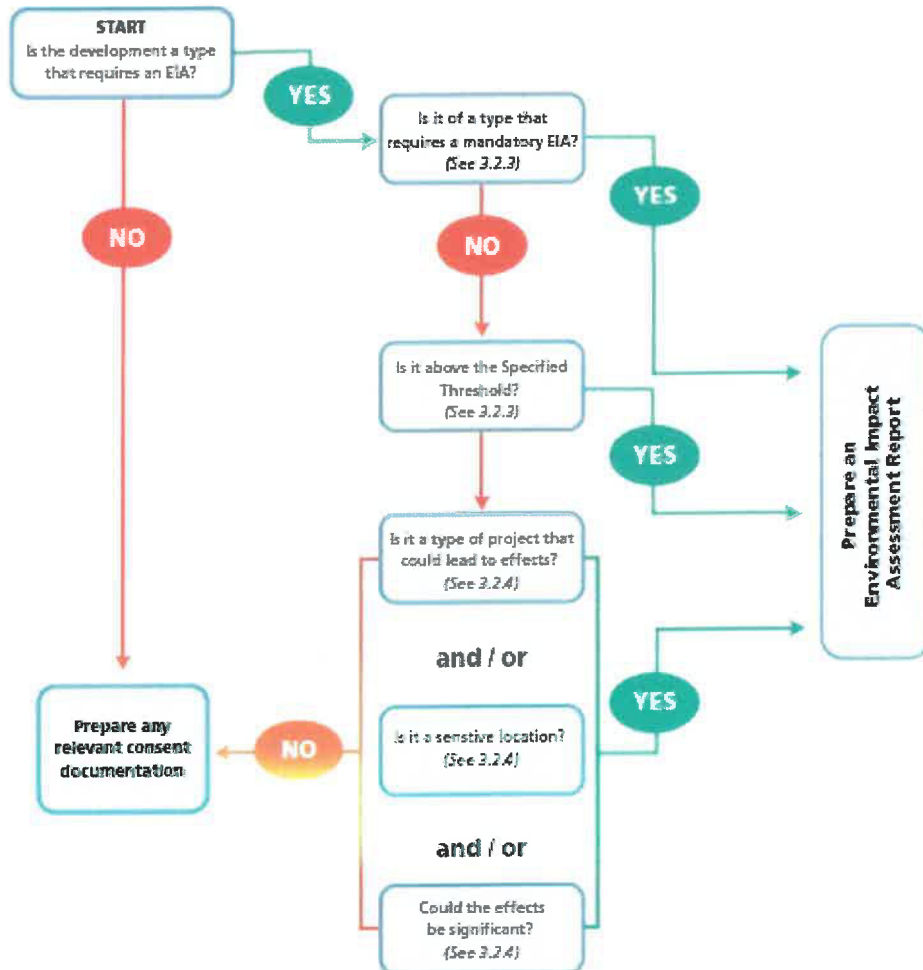 START
Is the development a type
that requires an EIA?
YES
Is it of a type that
requires a mandatory EIA?
(See 3.2.3)
YES
NO
NO
Is it above the Specified
Threshold?
(See 3.2.3)
YES
Prepare an
Environmental Impact
Assessment Report
Is it a type of project that
could lead to effects?
(See 3.2.4)
and / or
YES
Prepare any
relevant consent
documentation
NO
Is it a senstive location?
(See 3.2.4)
and / or
Could the effects
be significant?
(See 3.2.4)